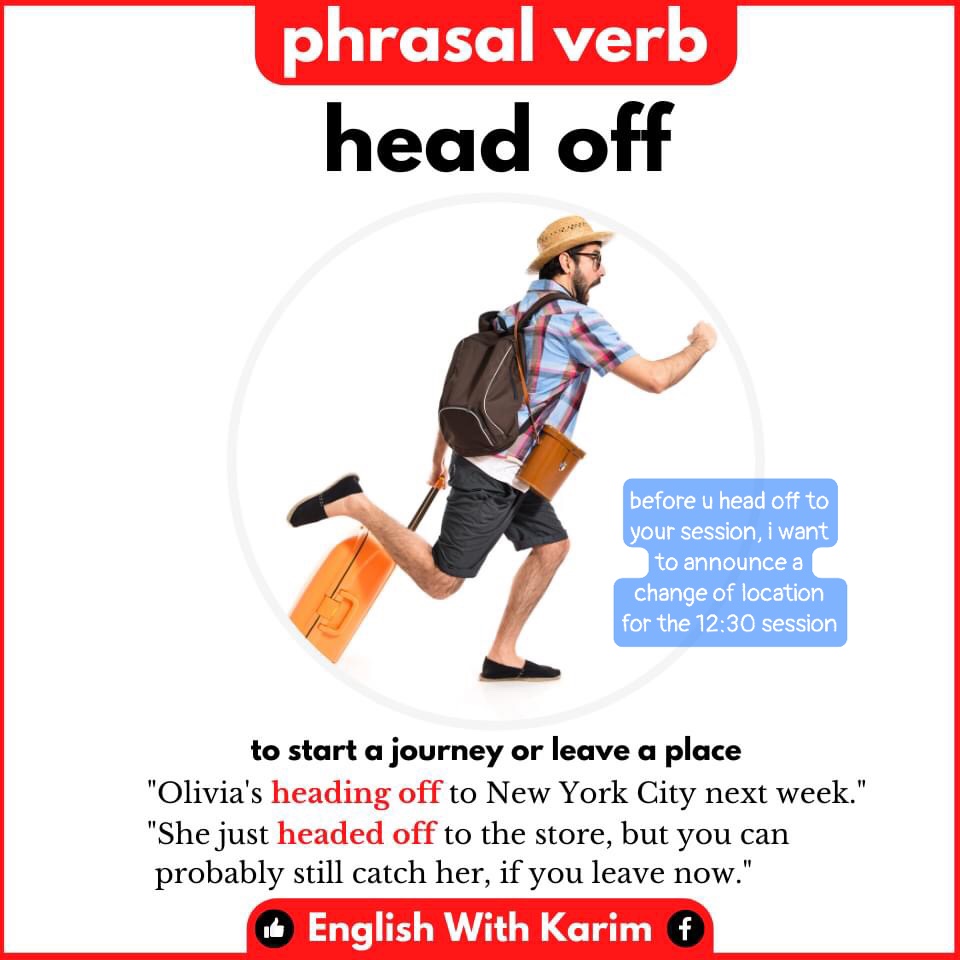 phrasal verb
head off
before u head off to
your session, i want
to announce a
change of location
for the 12:30 session
to start a journey or leave a place
"Olivia's heading off to New York City next week."
"She just headed off to the store, but you can
probably still catch her, if you leave now."
English With Karim